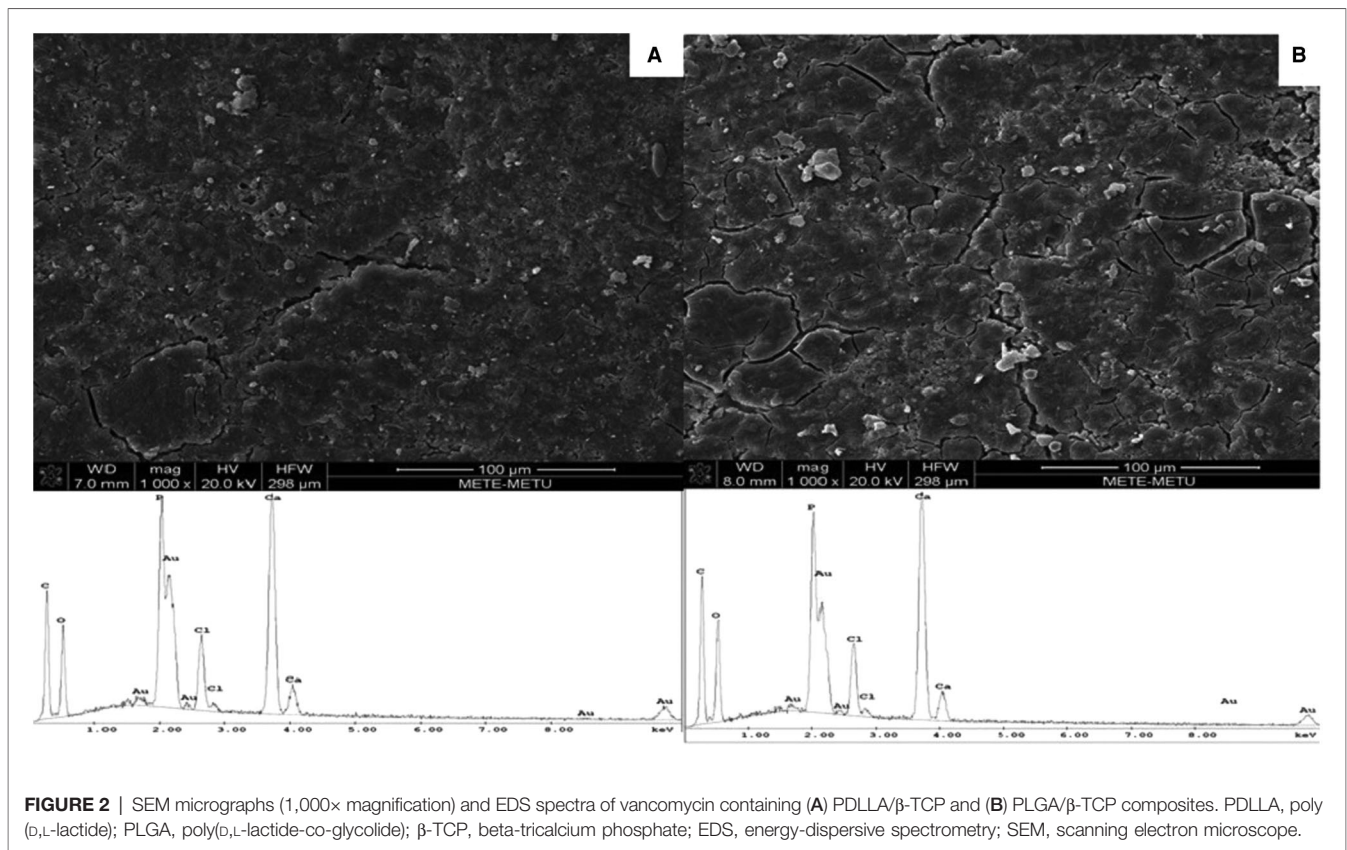 A
B
WD mag HV HFW 100 µm
7.0 mm 1 000 x 20.0 kV 298 µm METE-METU
WD mag HV HFW 100 µm
8.0 mm 1 000 x 20.0 kV 298 µm METE-METU
P Ca
Au
C
O Cl
Au Au Cl Ca Au Au
1.00 2.00 3.00 4.00 5.00 6.00 7.00 8.00 keV
Ca
P
C Au
O Cl
Au Au Cl Ca Au Au
1.00 2.00 3.00 4.00 5.00 6.00 7.00 8.00 keV
FIGURE 2 | SEM micrographs (1,000× magnification) and EDS spectra of vancomycin containing (A) PDLLA/β-TCP and (B) PLGA/β-TCP composites. PDLLA, poly
(D,L-lactide); PLGA, poly(D,L-lactide-co-glycolide); β-TCP, beta-tricalcium phosphate; EDS, energy-dispersive spectrometry; SEM, scanning electron microscope.